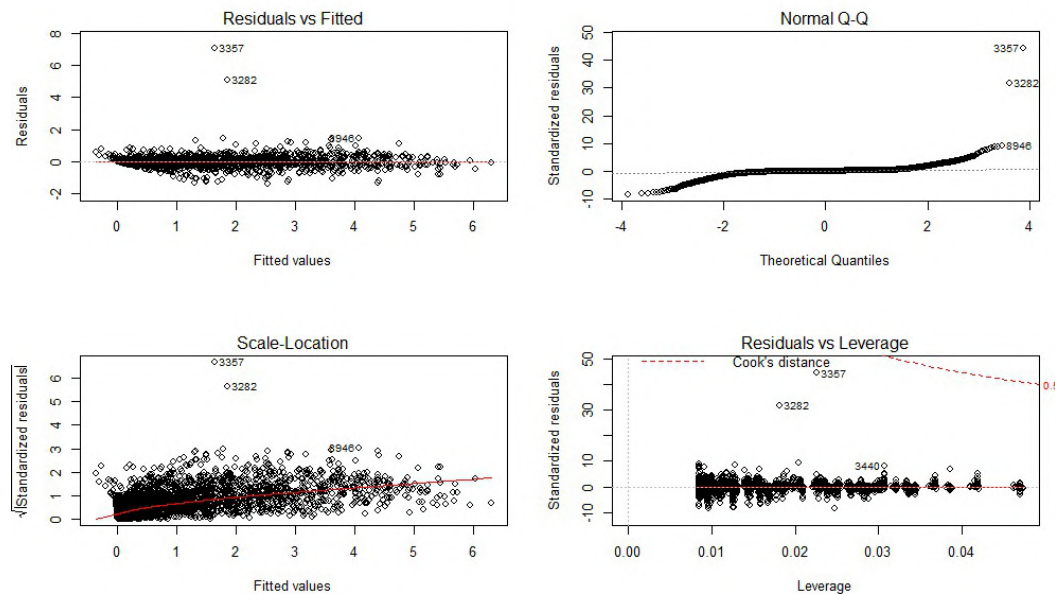 Residuals vs Fitted
Residuals
8
6
4
2
0
-2
3357
3282
8946
0 1 2 3 4 5 6
Fitted values
Normal Q-Q
Standardized residuals
50
40
30
20
10
0
-10
3357
3282
8946
-4 -2 0 2 4
Theoretical Quantiles
Scale-Location
√|Standardized residuals|
6
5
4
3
2
1
0
3357
3282
8946
0 1 2 3 4 5 6
Fitted values
Residuals vs Leverage
Standardized residuals
50
30
10
0
-10
Cook's distance
3357
0.5
3282
3440
0.00 0.01 0.02 0.03 0.04
Leverage